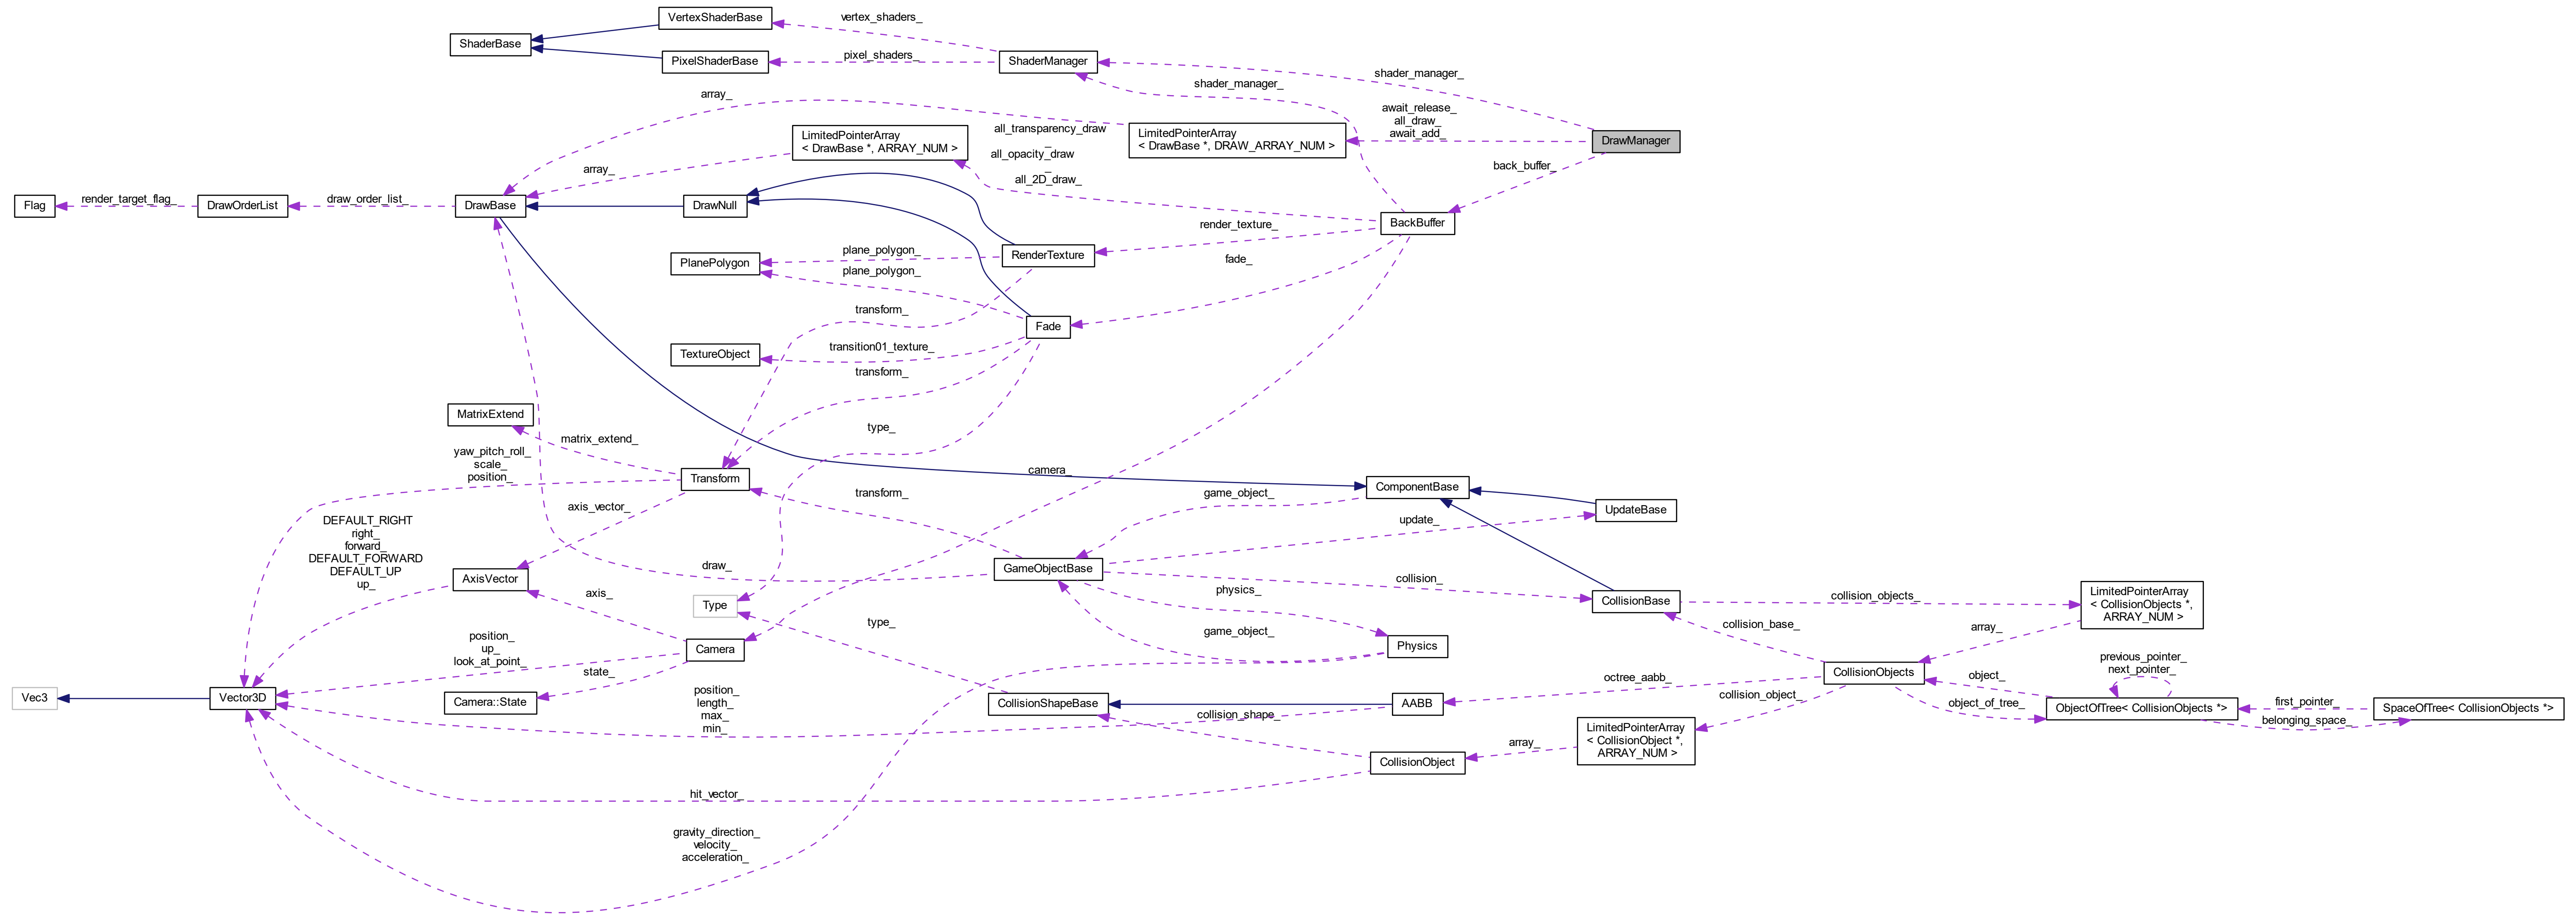 VertexShaderBase
vertex_shaders_
ShaderBase
PixelShaderBase
pixel_shaders_
ShaderManager
shader_manager_
shader_manager_
array_
await_release_
all_draw_
await_add_
LimitedPointerArray
< DrawBase *, ARRAY_NUM >
all_transparency_draw
_
all_opacity_draw
_
all_2D_draw_
LimitedPointerArray
< DrawBase *, DRAW_ARRAY_NUM >
DrawManager
array_
back_buffer_
Flag
render_target_flag_
DrawOrderList
draw_order_list_
DrawBase
DrawNull
BackBuffer
render_texture_
PlanePolygon
plane_polygon_
plane_polygon_
RenderTexture
fade_
transform_
Fade
TextureObject
transition01_texture_
transform_
MatrixExtend
matrix_extend_
type_
yaw_pitch_roll_
scale_
position_
Transform
camera_
ComponentBase
transform_
game_object_
UpdateBase
axis_vector_
update_
DEFAULT_RIGHT
right_
forward_
DEFAULT_FORWARD
DEFAULT_UP
up_
AxisVector
draw_
GameObjectBase
collision_
axis_
Type
physics_
CollisionBase
collision_objects_
LimitedPointerArray
< CollisionObjects *,
ARRAY_NUM >
type_
collision_base_
array_
position_
up_
look_at_point_
Camera
game_object_
Physics
state_
CollisionObjects
previous_pointer_
next_pointer_
object_
octree_aabb_
Vec3
Vector3D
Camera::State
position_
length_
max_
min_
CollisionShapeBase
collision_shape_
AABB
collision_object_
object_of_tree_
ObjectOfTree< CollisionObjects *>
first_pointer_
belonging_space_
SpaceOfTree< CollisionObjects *>
LimitedPointerArray
< CollisionObject *,
ARRAY_NUM >
array_
CollisionObject
hit_vector_
gravity_direction_
velocity_
acceleration_